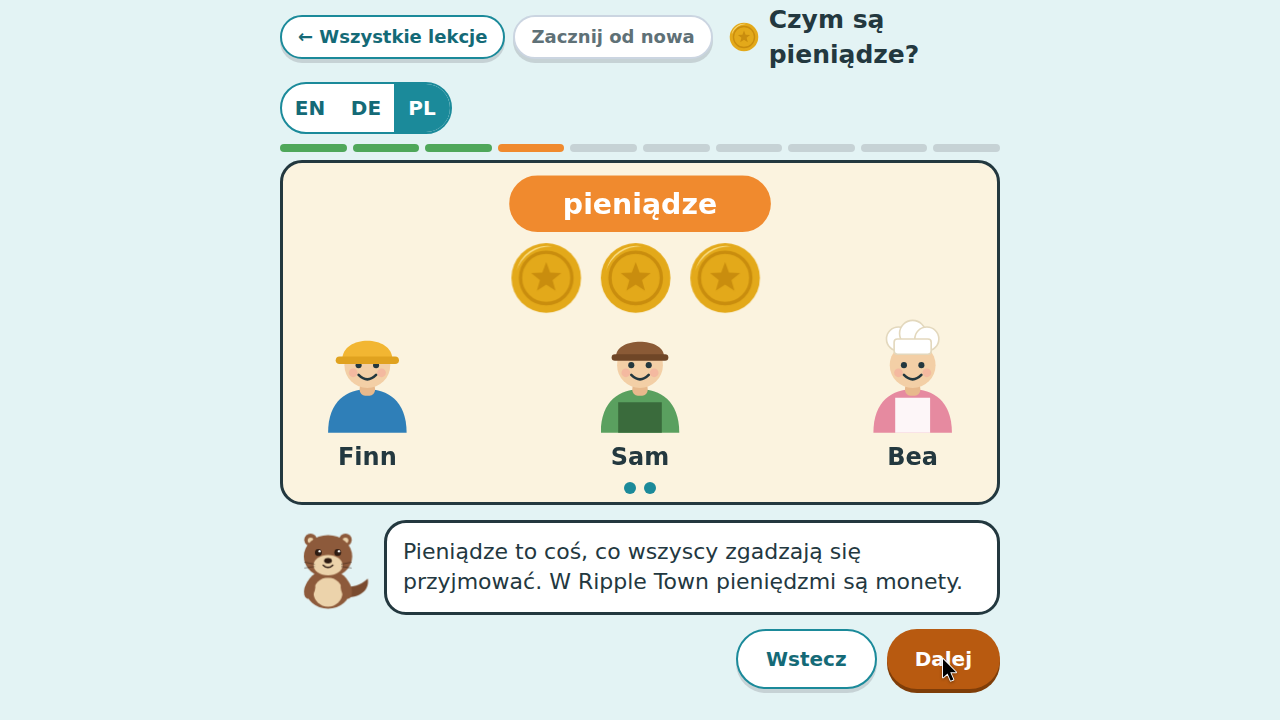 ← Wszystkie lekcje
Zacznij od nowa
Czym są
pieniądze?
EN DE PL
pieniądze
Finn
Sam
Bea
Pieniądze to coś, co wszyscy zgadzają się
przyjmować. W Ripple Town pieniędzmi są monety.
Wstecz
Dalej